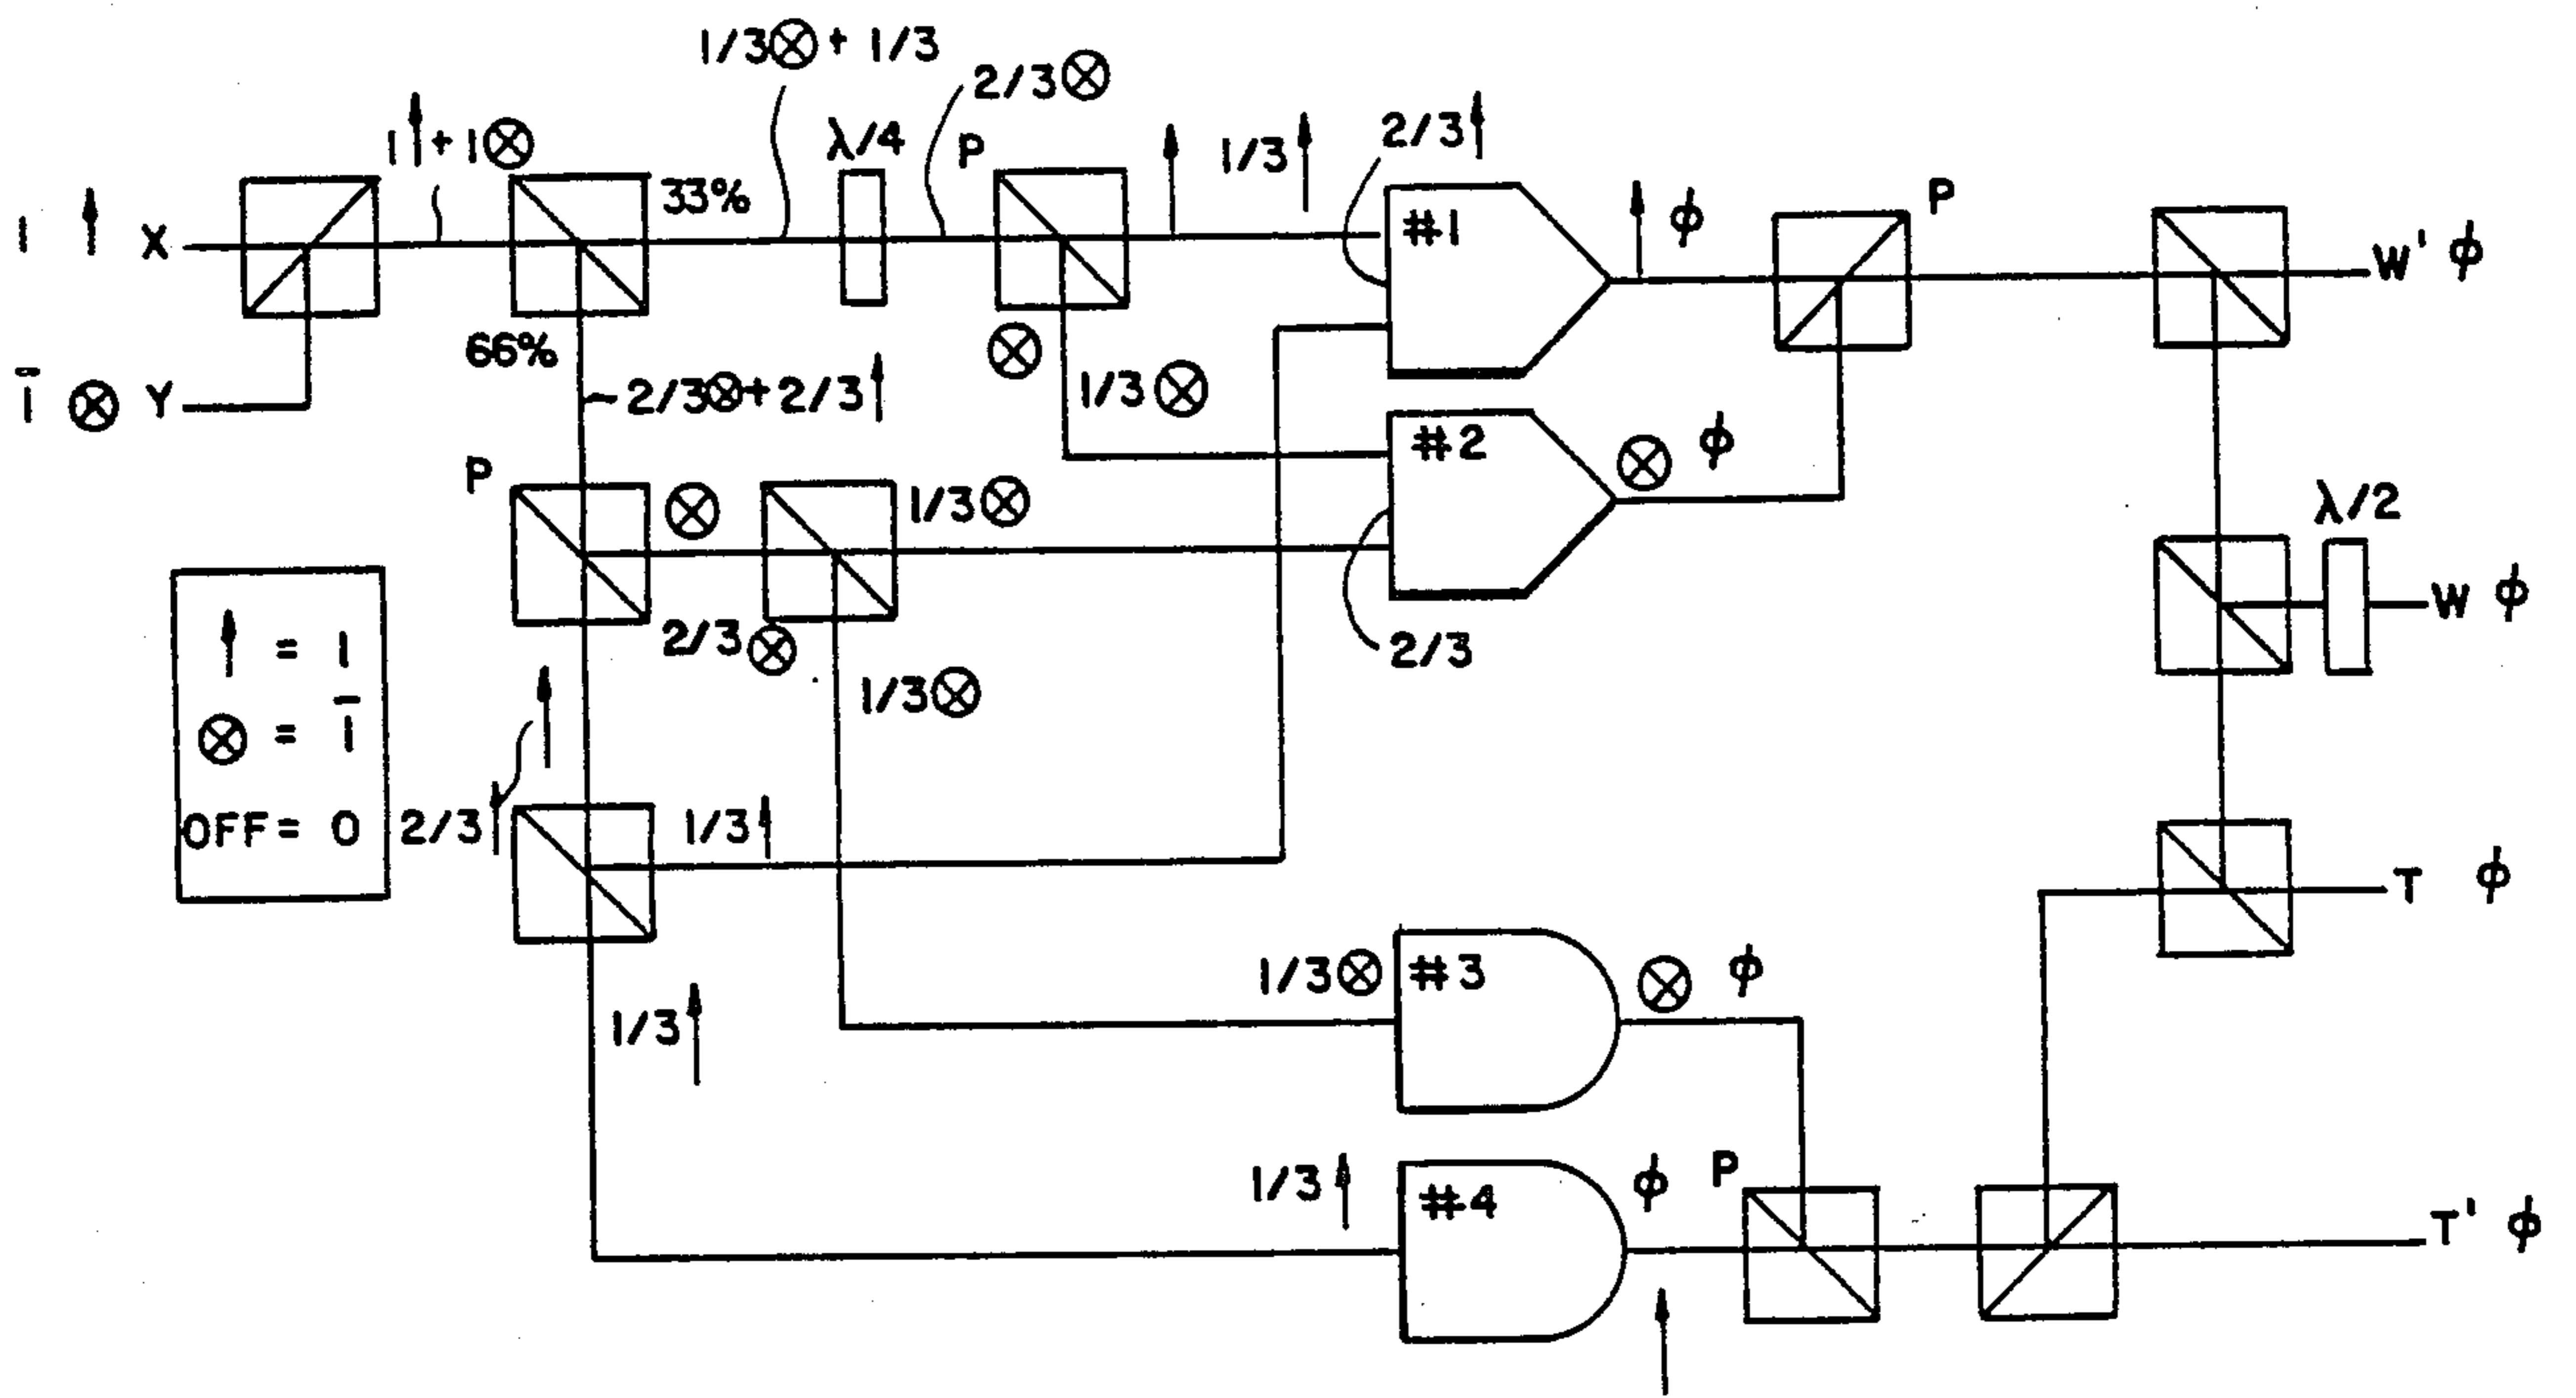 1/3⊗ + 1/3
2/3⊗
1↑ + 1⊗
33%
λ/4
P
1/3↑
2/3↑
#1
↑ ϕ
P
1 ↑ X
W' ϕ
66%
⊗
1̄ ⊗ Y
2/3⊗ + 2/3↑
1/3⊗
#2
⊗ ϕ
P
⊗
1/3⊗
λ/2
W ϕ
2/3⊗
2/3
↑ = 1
⊗ = 1̄
OFF = 0
1/3⊗
2/3↑
1/3↑
T ϕ
1/3⊗
#3
⊗ ϕ
1/3↑
1/3↑
#4
ϕ
P
T' ϕ